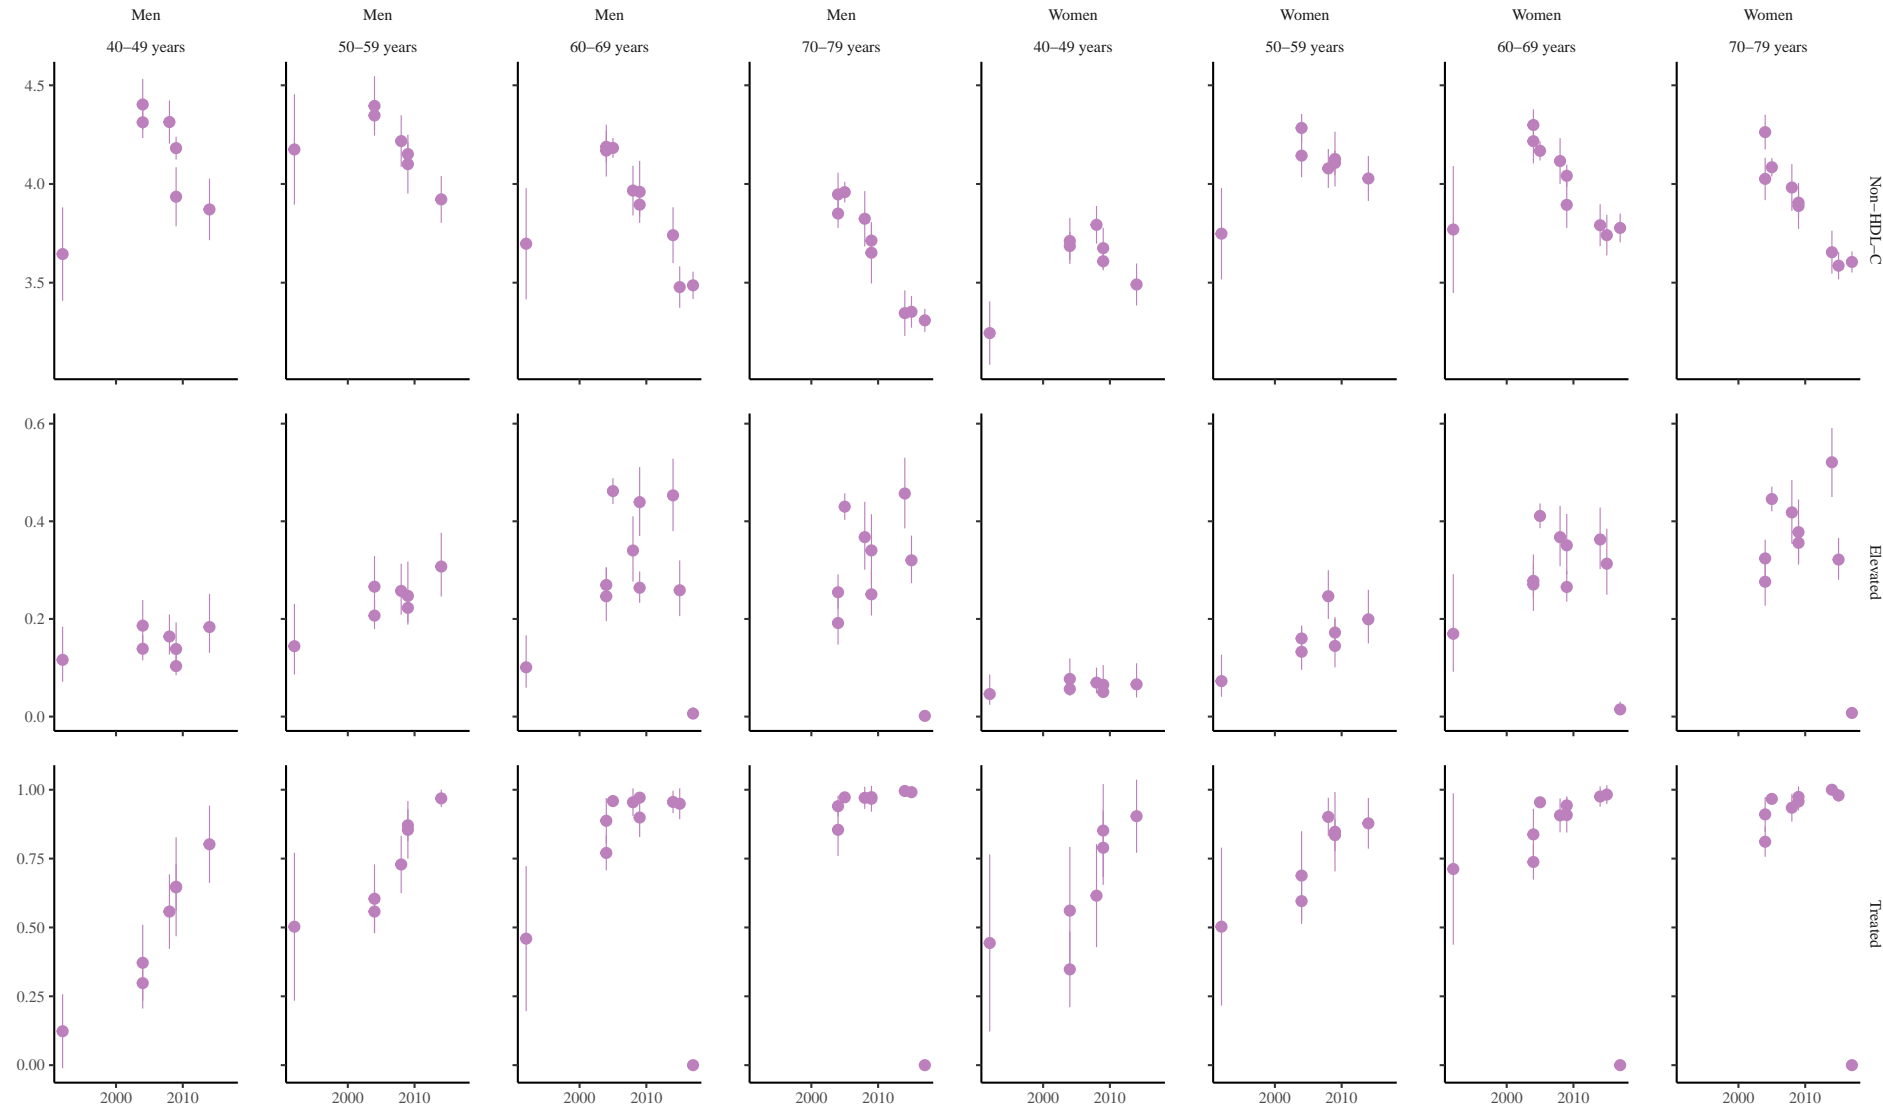 Men Men Men Men Women Women Women Women
40–49 years 50–59 years 60–69 years 70–79 years 40–49 years 50–59 years 60–69 years 70–79 years
4.5
4.0
3.5
Non−HDL−C
0.6
0.4
0.2
0.0
Elevated
1.00
0.75
0.50
0.25
0.00
Treated
2000 2010 2000 2010 2000 2010 2000 2010 2000 2010 2000 2010 2000 2010 2000 2010